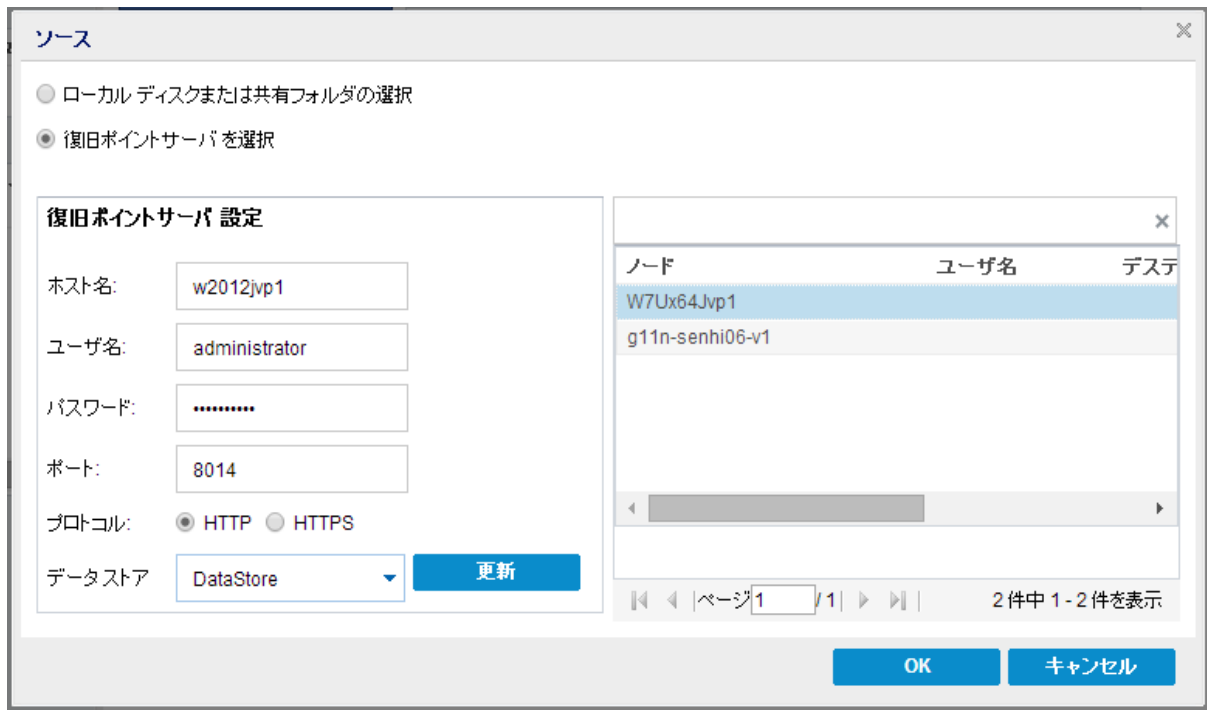 ソース
ローカル ディスクまたは共有フォルダの選択
復旧ポイントサーバ を選択
復旧ポイントサーバ 設定
ホスト名: w2012jvp1
ユーザ名: administrator
パスワード: ••••••••••
ポート: 8014
プロトコル: HTTP HTTPS
データストア DataStore 更新
ノード ユーザ名 デステ
W7Ux64Jvp1
g11n-senhi06-v1
ページ 1 / 1 2 件中 1 - 2 件を表示
OK キャンセル